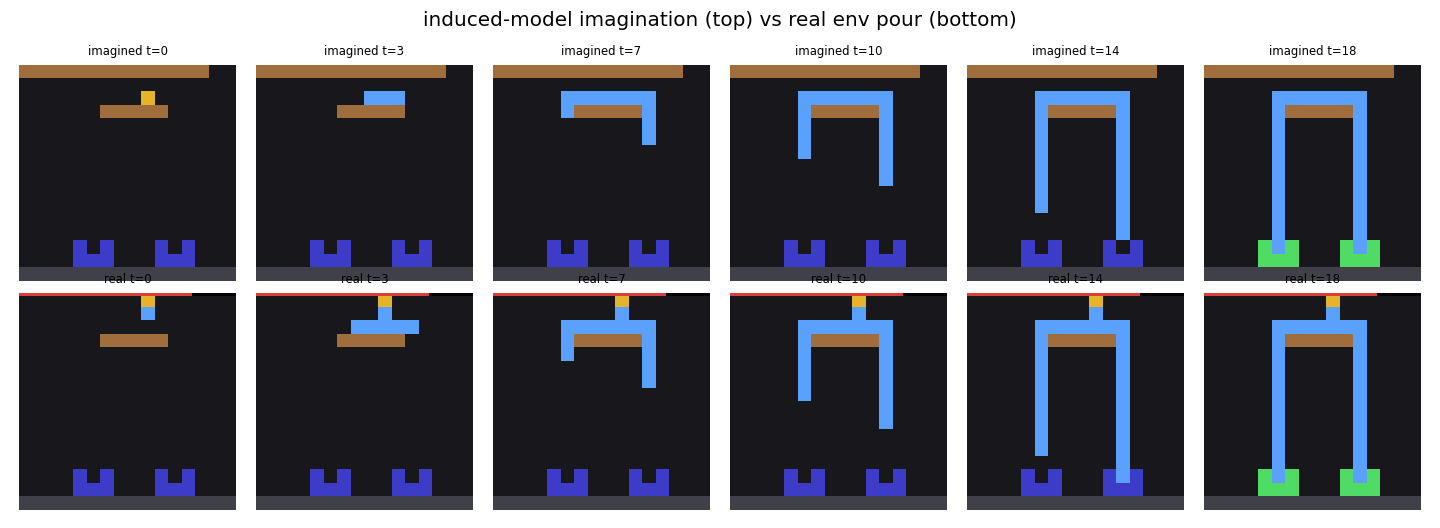 induced-model imagination (top) vs real env pour (bottom)
imagined t=0
imagined t=3
imagined t=7
imagined t=10
imagined t=14
imagined t=18
real t=0
real t=3
real t=7
real t=10
real t=14
real t=18